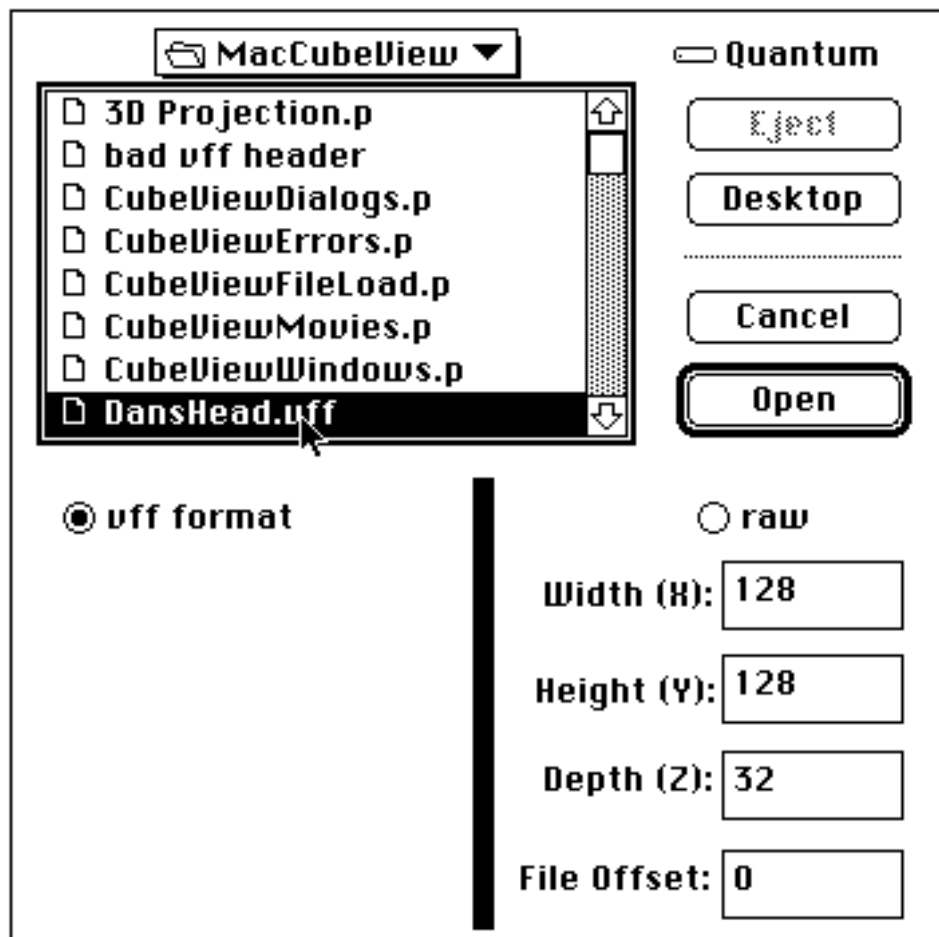 MacCubeView
Quantum
3D Projection.p
bad vff header
CubeViewDialogs.p
CubeViewErrors.p
CubeViewFileLoad.p
CubeViewMovies.p
CubeViewWindows.p
DansHead.vff
Eject
Desktop
Cancel
Open
vff format
raw
Width (X): 128
Height (Y): 128
Depth (Z): 32
File Offset: 0